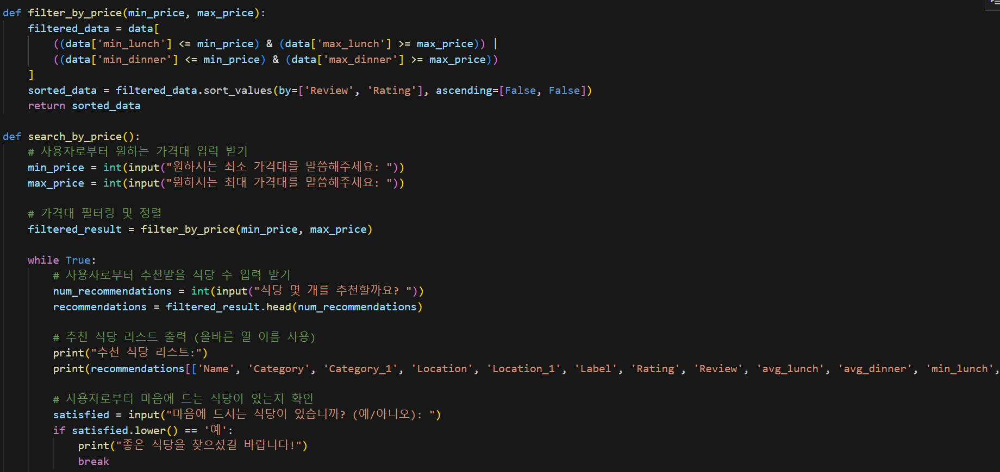 def filter_by_price(min_price, max_price):
    filtered_data = data[
        ((data['min_lunch'] <= min_price) & (data['max_lunch'] >= max_price)) |
        ((data['min_dinner'] <= min_price) & (data['max_dinner'] >= max_price))
    ]
    sorted_data = filtered_data.sort_values(by=['Review', 'Rating'], ascending=[False, False])
    return sorted_data
def search_by_price():
    # 사용자로부터 원하는 가격대 입력 받기
    min_price = int(input("원하시는 최소 가격대를 말씀해주세요: "))
    max_price = int(input("원하시는 최대 가격대를 말씀해주세요: "))
    # 가격대 필터링 및 정렬
    filtered_result = filter_by_price(min_price, max_price)
    while True:
        # 사용자로부터 추천받을 식당 수 입력 받기
        num_recommendations = int(input("식당 몇 개를 추천할까요? "))
        recommendations = filtered_result.head(num_recommendations)
        # 추천 식당 리스트 출력 (올바른 열 이름 사용)
        print("추천 식당 리스트:")
        print(recommendations[['Name', 'Category', 'Category_1', 'Location', 'Location_1', 'Label', 'Rating', 'Review', 'avg_lunch', 'avg_dinner', 'min_lunch',
        # 사용자로부터 마음에 드는 식당이 있는지 확인
        satisfied = input("마음에 드시는 식당이 있습니까? (예/아니오): ")
        if satisfied.lower() == '예':
            print("좋은 식당을 찾으셨길 바랍니다!")
            break